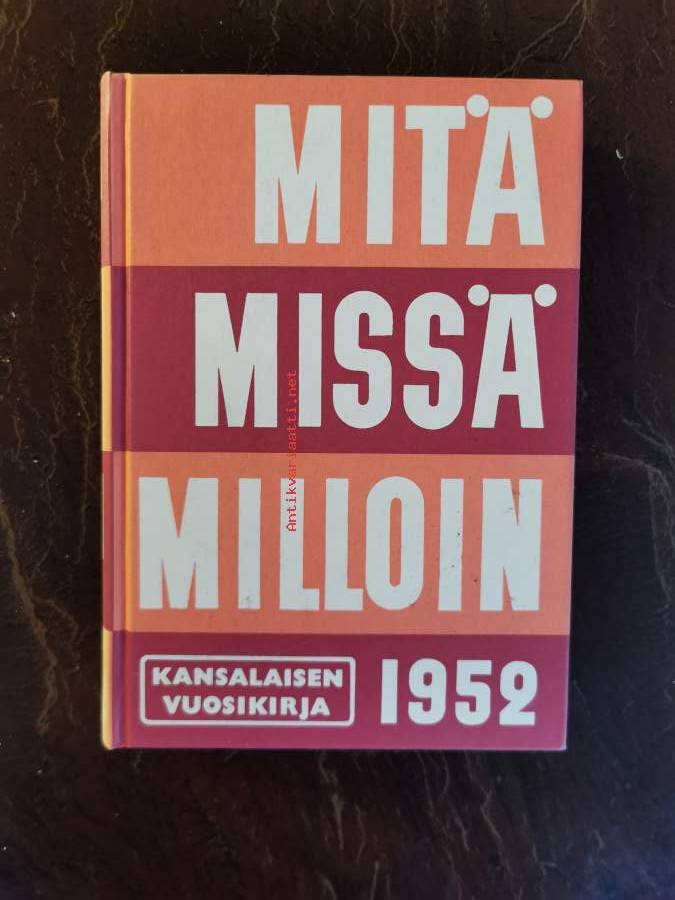 MITÄ
MISSÄ
MILLOIN
KANSALAISEN
VUOSIKIRJA
1952
Antikvariaatti.net